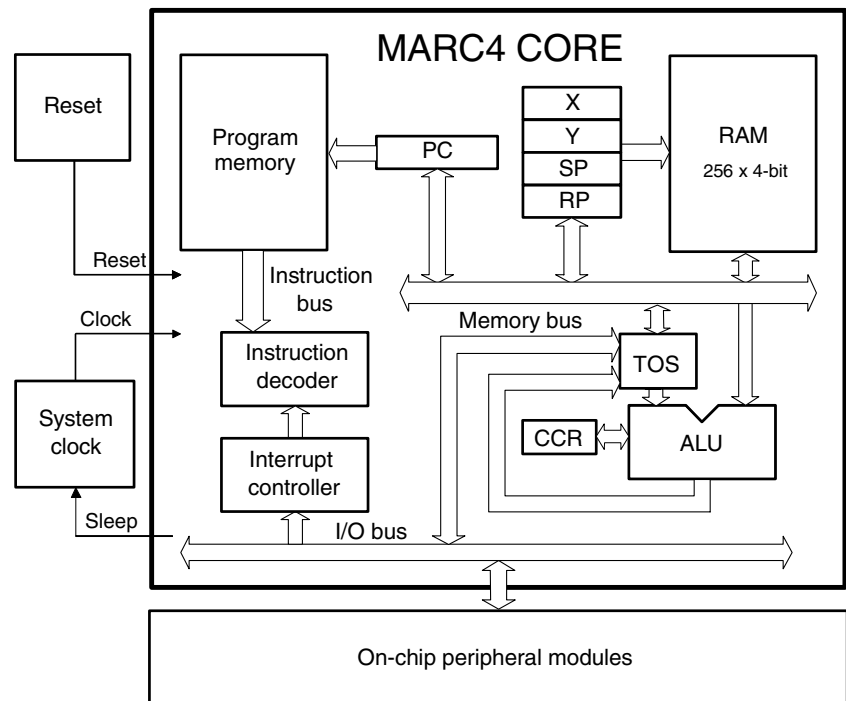 MARC4 CORE
Reset
Program
memory
PC
X
Y
SP
RP
RAM
256 x 4-bit
Reset
Instruction
bus
Clock
Memory bus
Instruction
decoder
TOS
System
clock
CCR
ALU
Interrupt
controller
Sleep
I/O bus
On-chip peripheral modules